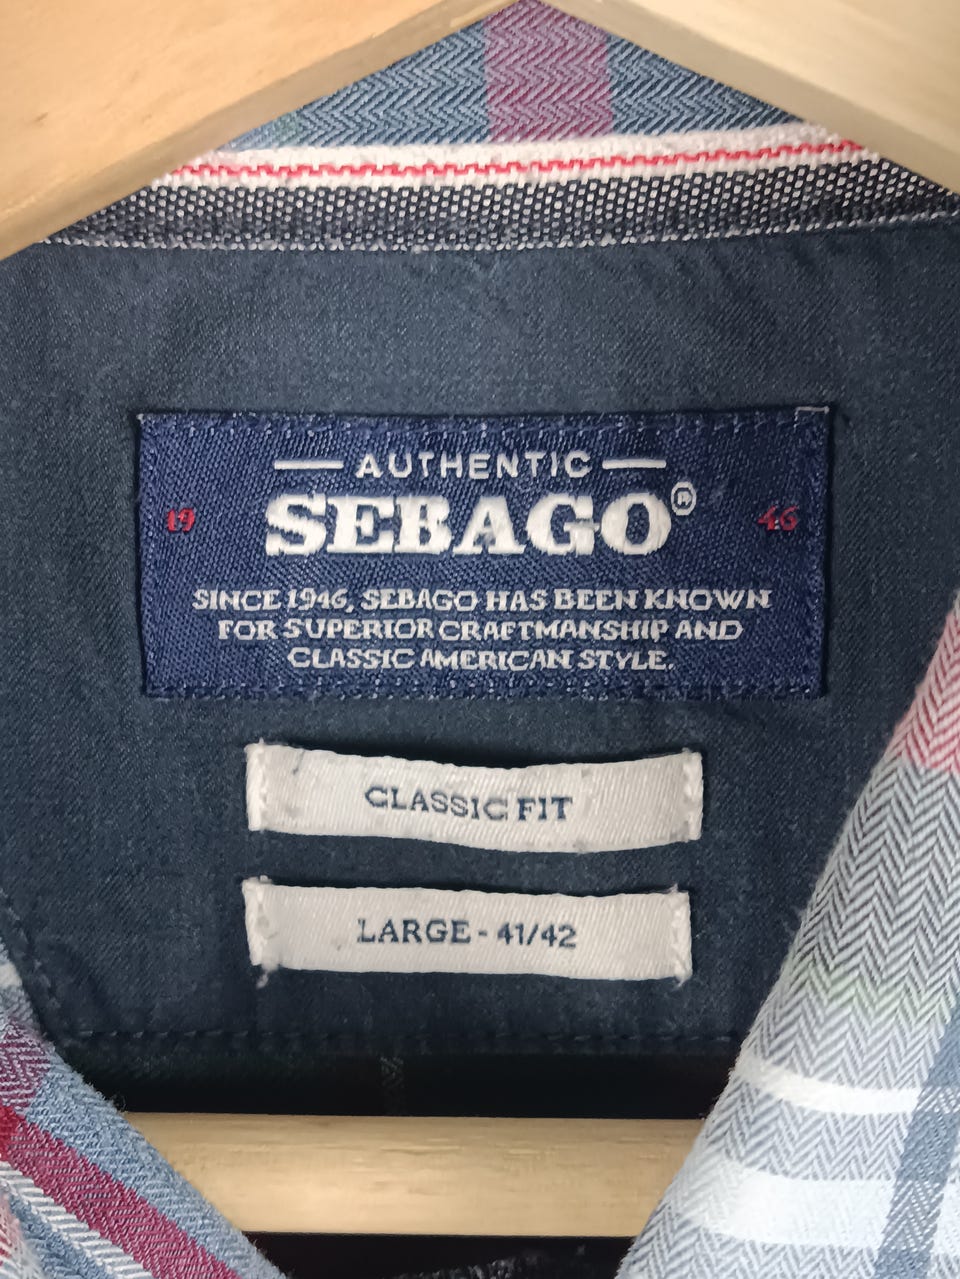 AUTHENTIC
19 SEBAGO® 46
SINCE 1946, SEBAGO HAS BEEN KNOWN
FOR SUPERIOR CRAFTMANSHIP AND
CLASSIC AMERICAN STYLE.
CLASSIC FIT
LARGE - 41/42